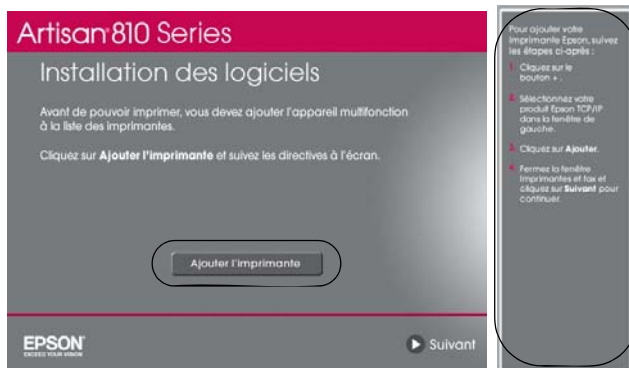 Artisan 810 Series
Installation des logiciels
Avant de pouvoir imprimer, vous devez ajouter l'appareil multifonction
à la liste des imprimantes.
Cliquez sur Ajouter l'imprimante et suivez les directives à l'écran.
Ajouter l'imprimante
EPSON
EXCEED YOUR VISION
Suivant
Pour ajouter votre
imprimante Epson, suivez
les étapes ci-après :
1. Cliquez sur le
bouton + .
2. Sélectionnez votre
produit Epson TCP/IP
dans la fenêtre de
gauche.
3. Cliquez sur Ajouter.
4. Fermez la fenêtre
Imprimantes et fax et
cliquez sur Suivant pour
continuer.